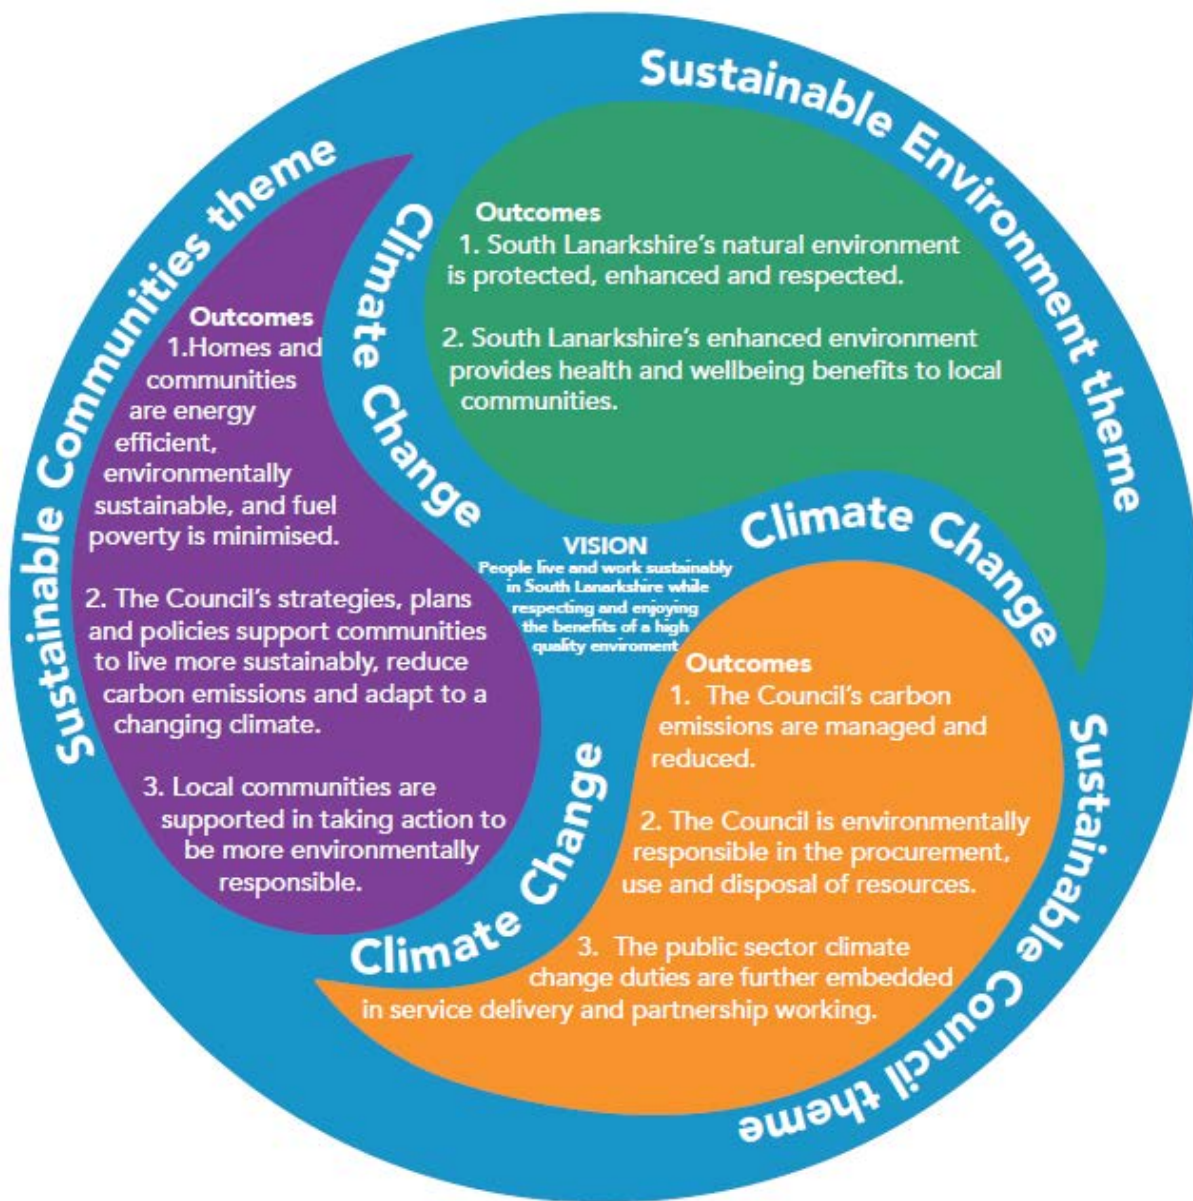 Sustainable Communities theme
Climate Change
Outcomes
1.Homes and
communities
are energy
efficient,
environmentally
sustainable, and fuel
poverty is minimised.
2. The Council’s strategies, plans
and policies support communities
to live more sustainably, reduce
carbon emissions and adapt to a
changing climate.
3. Local communities are
supported in taking action to
be more environmentally
responsible.
Sustainable Environment theme
Climate Change
Outcomes
1. South Lanarkshire’s natural environment
is protected, enhanced and respected.
2. South Lanarkshire’s enhanced environment
provides health and wellbeing benefits to local
communities.
VISION
People live and work sustainably
in South Lanarkshire while
respecting and enjoying
the benefits of a high
quality enviroment
Sustainable Council theme
Climate Change
Outcomes
1. The Council’s carbon
emissions are managed and
reduced.
2. The Council is environmentally
responsible in the procurement,
use and disposal of resources.
3. The public sector climate
change duties are further embedded
in service delivery and partnership working.